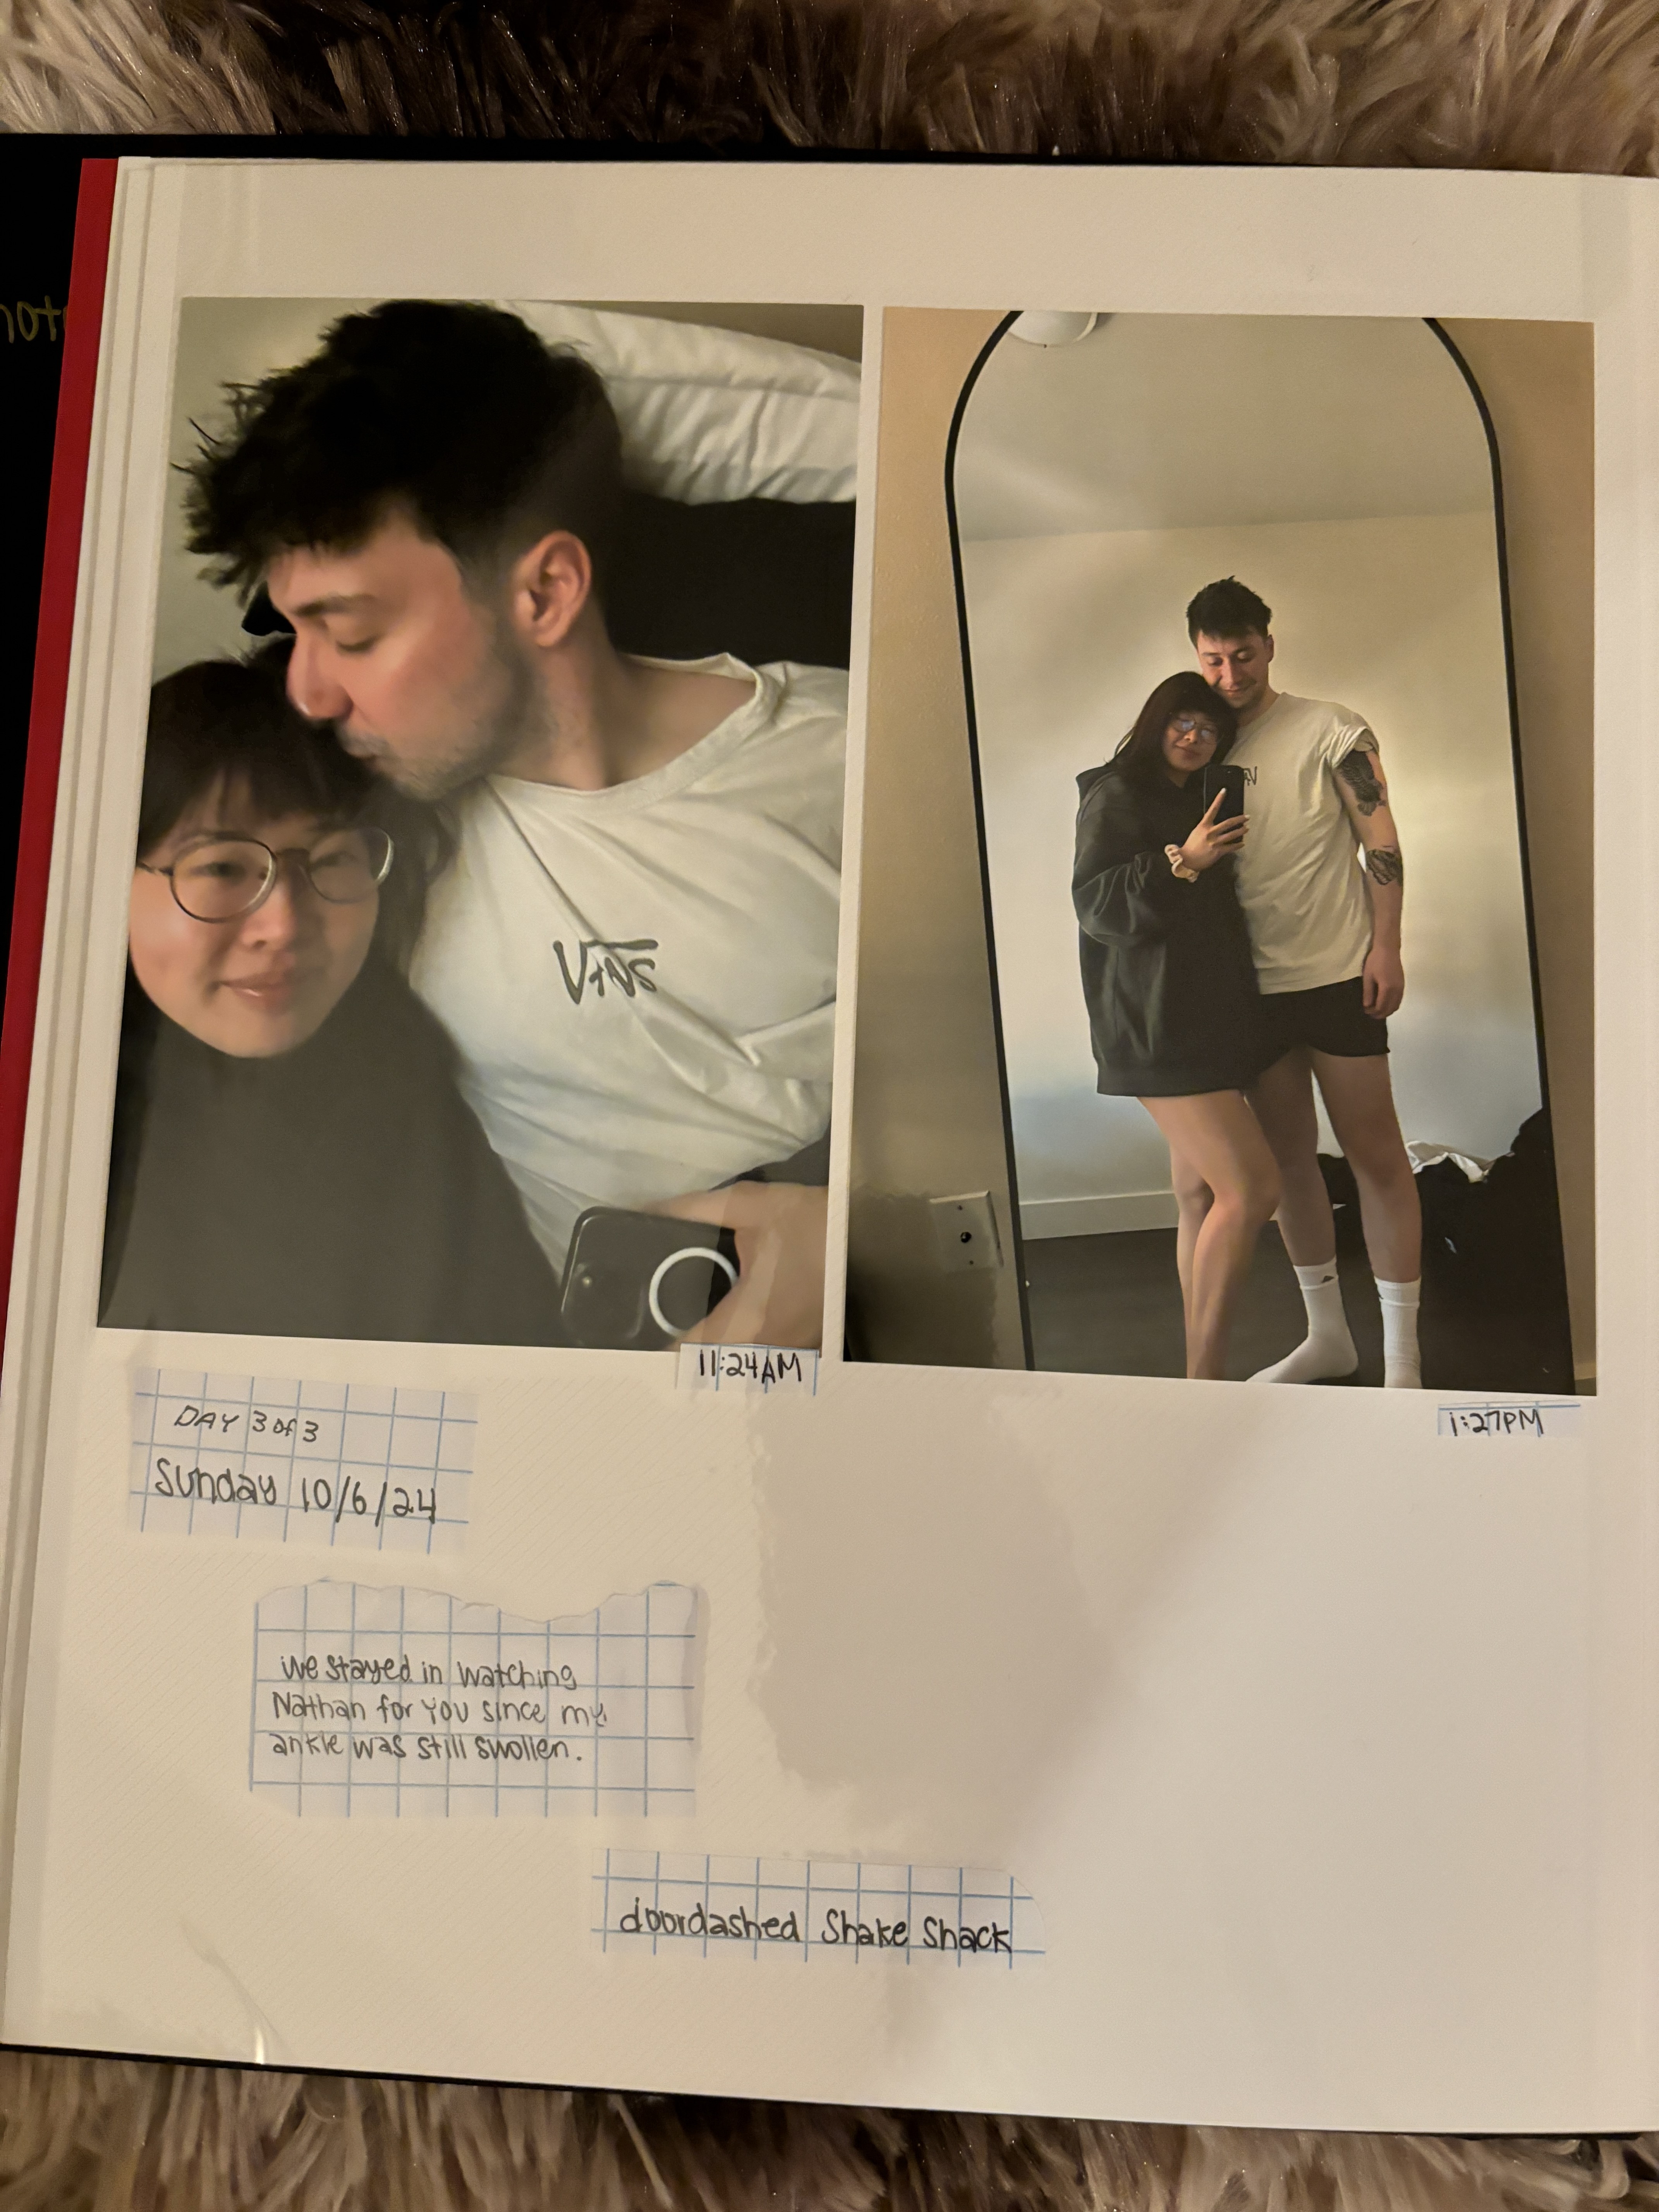 not
VANS
11:24AM
1:27PM
DAY 3 of 3
Sunday 10/6/24
we stayed in watching
Nathan for you since my
ankle was still swollen.
doordashed Shake Shack